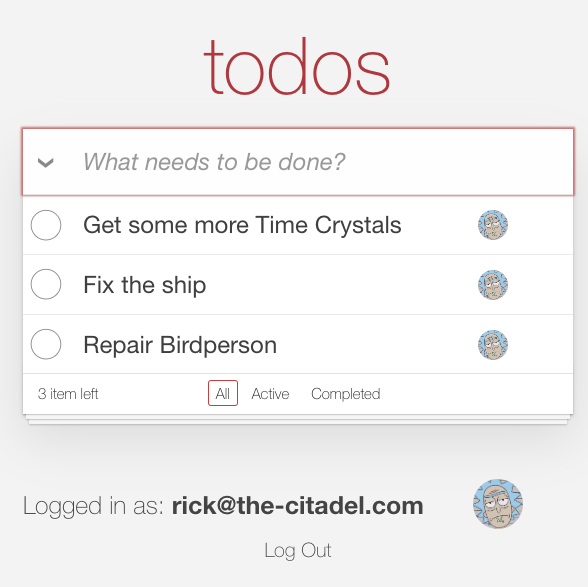 todos
What needs to be done?
Get some more Time Crystals
Fix the ship
Repair Birdperson
3 item left All Active Completed
Logged in as: rick@the-citadel.com
Log Out